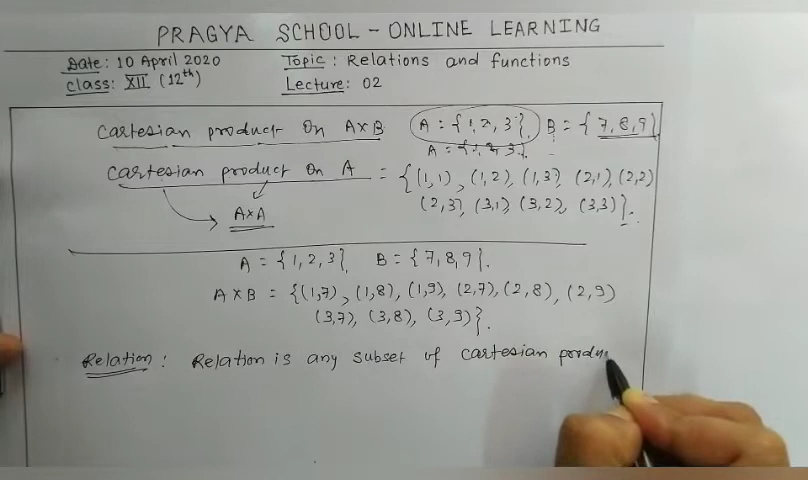 PRAGYA SCHOOL - ONLINE LEARNING
Date: 10 April 2020 Topic: Relations and functions
Class: XII (12th) Lecture: 02
Cartesian product on A×B A = {1, 2, 3}, B = {7, 8, 9}
A = {1, 2, 3}.
Cartesian product on A = {(1,1), (1,2), (1,3), (2,1), (2,2)
(2,3), (3,1), (3,2), (3,3)}.
A×A
A = {1, 2, 3}, B = {7, 8, 9}.
A × B = {(1,7), (1,8), (1,9), (2,7), (2,8), (2,9)
(3,7), (3,8), (3,9)}.
Relation: Relation is any subset of cartesian produ